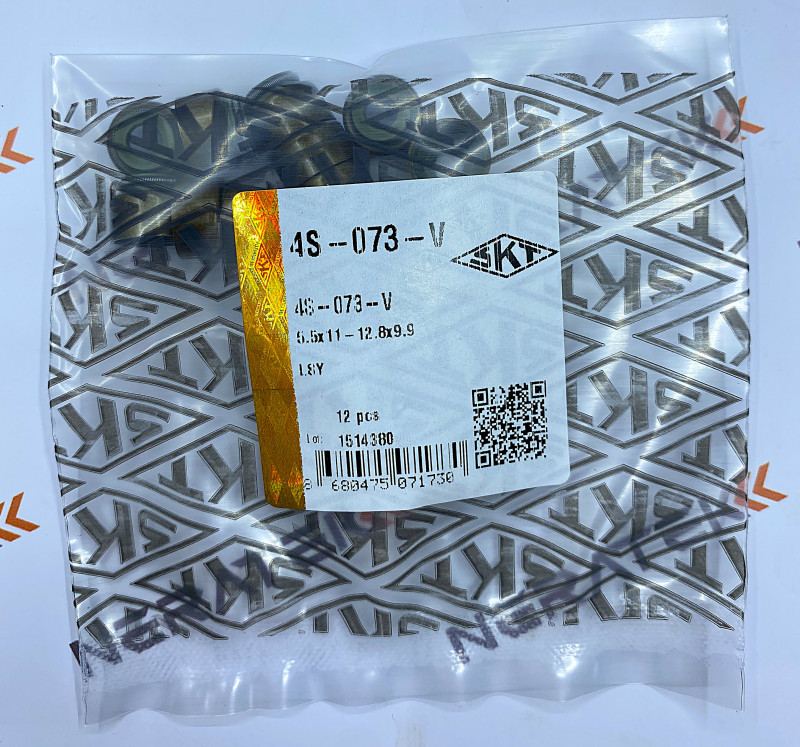 4S-073-V
SKT
4S-073-V
5.5x11-12.8x9.9
LSY
12 pcs
Lot: 1514380
8 680475 071730